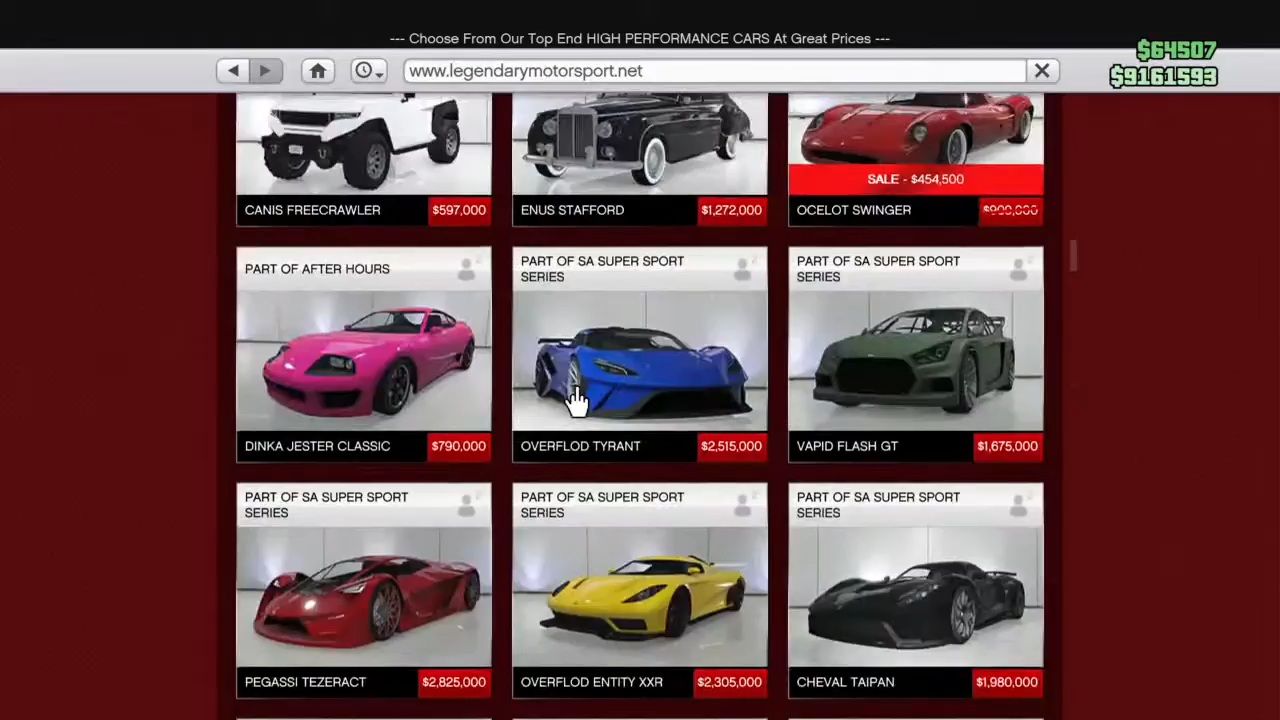 --- Choose From Our Top End HIGH PERFORMANCE CARS At Great Prices ---
www.legendarymotorsport.net
$64507
$9161593
SALE - $454,500
CANIS FREECRAWLER $597,000
ENUS STAFFORD $1,272,000
OCELOT SWINGER $909,000
PART OF AFTER HOURS
PART OF SA SUPER SPORT
SERIES
PART OF SA SUPER SPORT
SERIES
DINKA JESTER CLASSIC $790,000
OVERFLOD TYRANT $2,515,000
VAPID FLASH GT $1,675,000
PART OF SA SUPER SPORT
SERIES
PART OF SA SUPER SPORT
SERIES
PART OF SA SUPER SPORT
SERIES
PEGASSI TEZERACT $2,825,000
OVERFLOD ENTITY XXR $2,305,000
CHEVAL TAIPAN $1,980,000